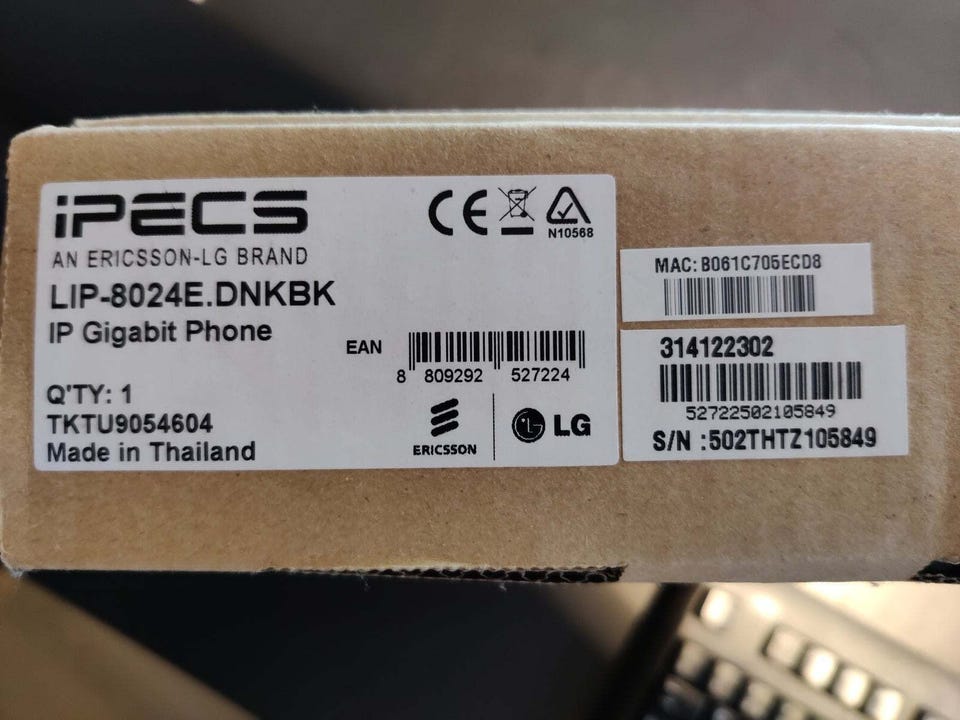 iPECS
AN ERICSSON-LG BRAND
LIP-8024E.DNKBK
IP Gigabit Phone
Q'TY: 1
TKTU9054604
Made in Thailand
CE
N10568
EAN
8 809292 527224
ERICSSON
LG
MAC: B061C705ECD8
314122302
52722502105849
S/N :502THTZ105849